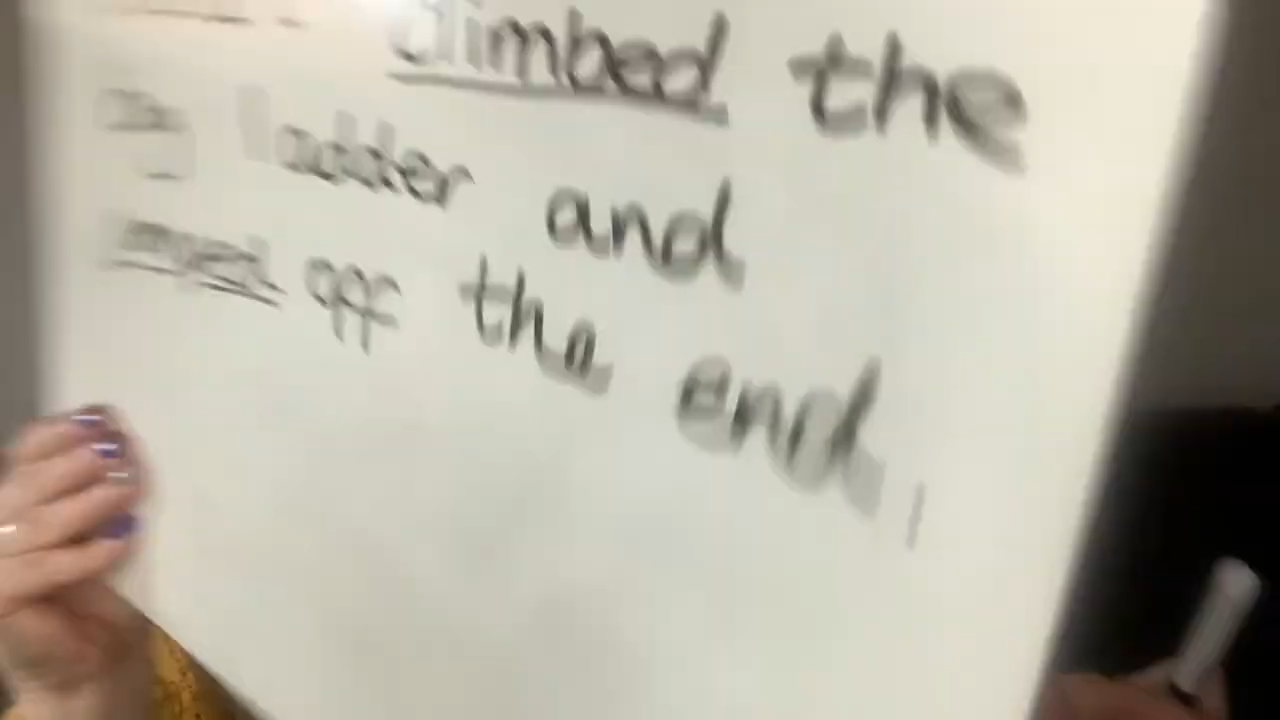 climbed the
ladder and
off the end.